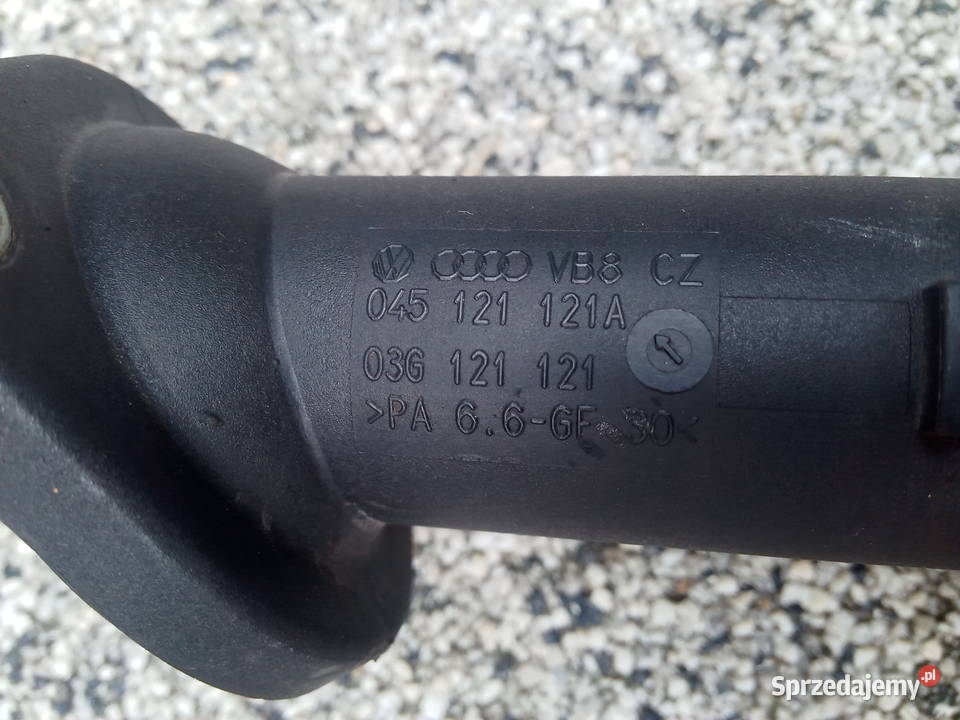 VB8 CZ
045 121 121A
03G 121 121
>PA 6.6-GF 30<
Sprzedajemy.pl